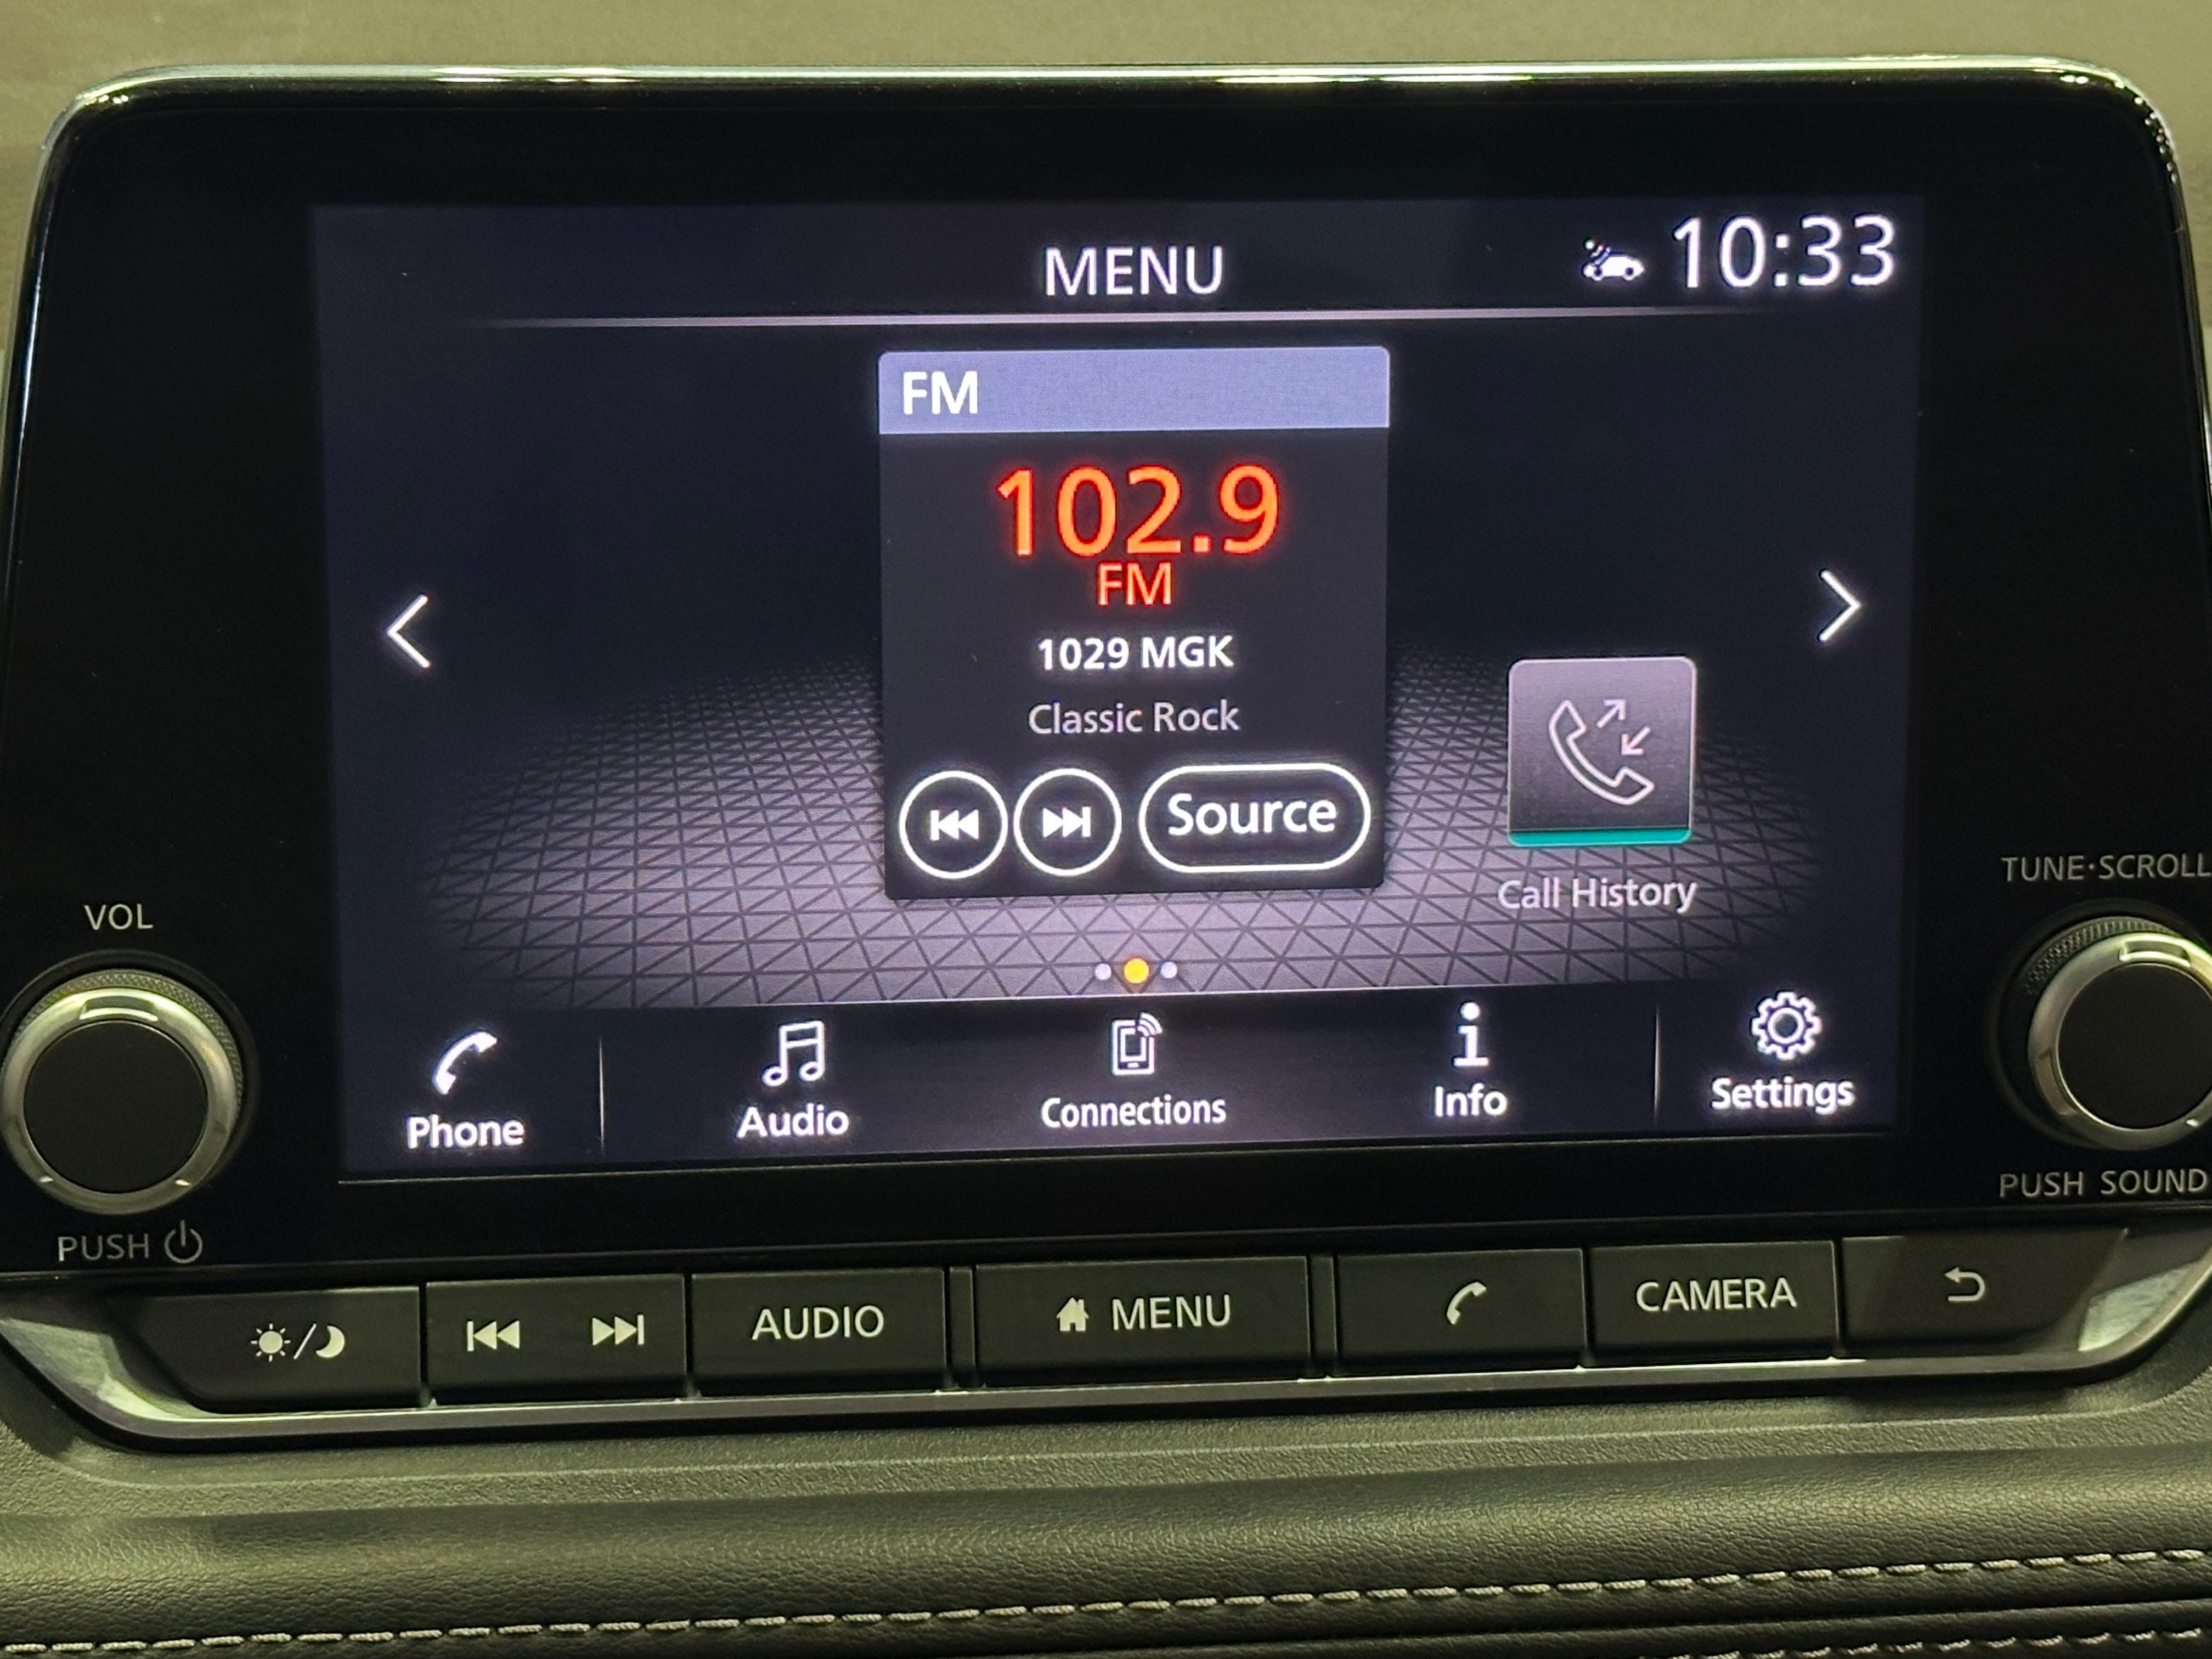 MENU
10:33
FM
102.9
FM
1029 MGK
Classic Rock
Source
Call History
Phone
Audio
Connections
Info
Settings
VOL
PUSH
TUNE·SCROLL
PUSH SOUND
AUDIO
MENU
CAMERA